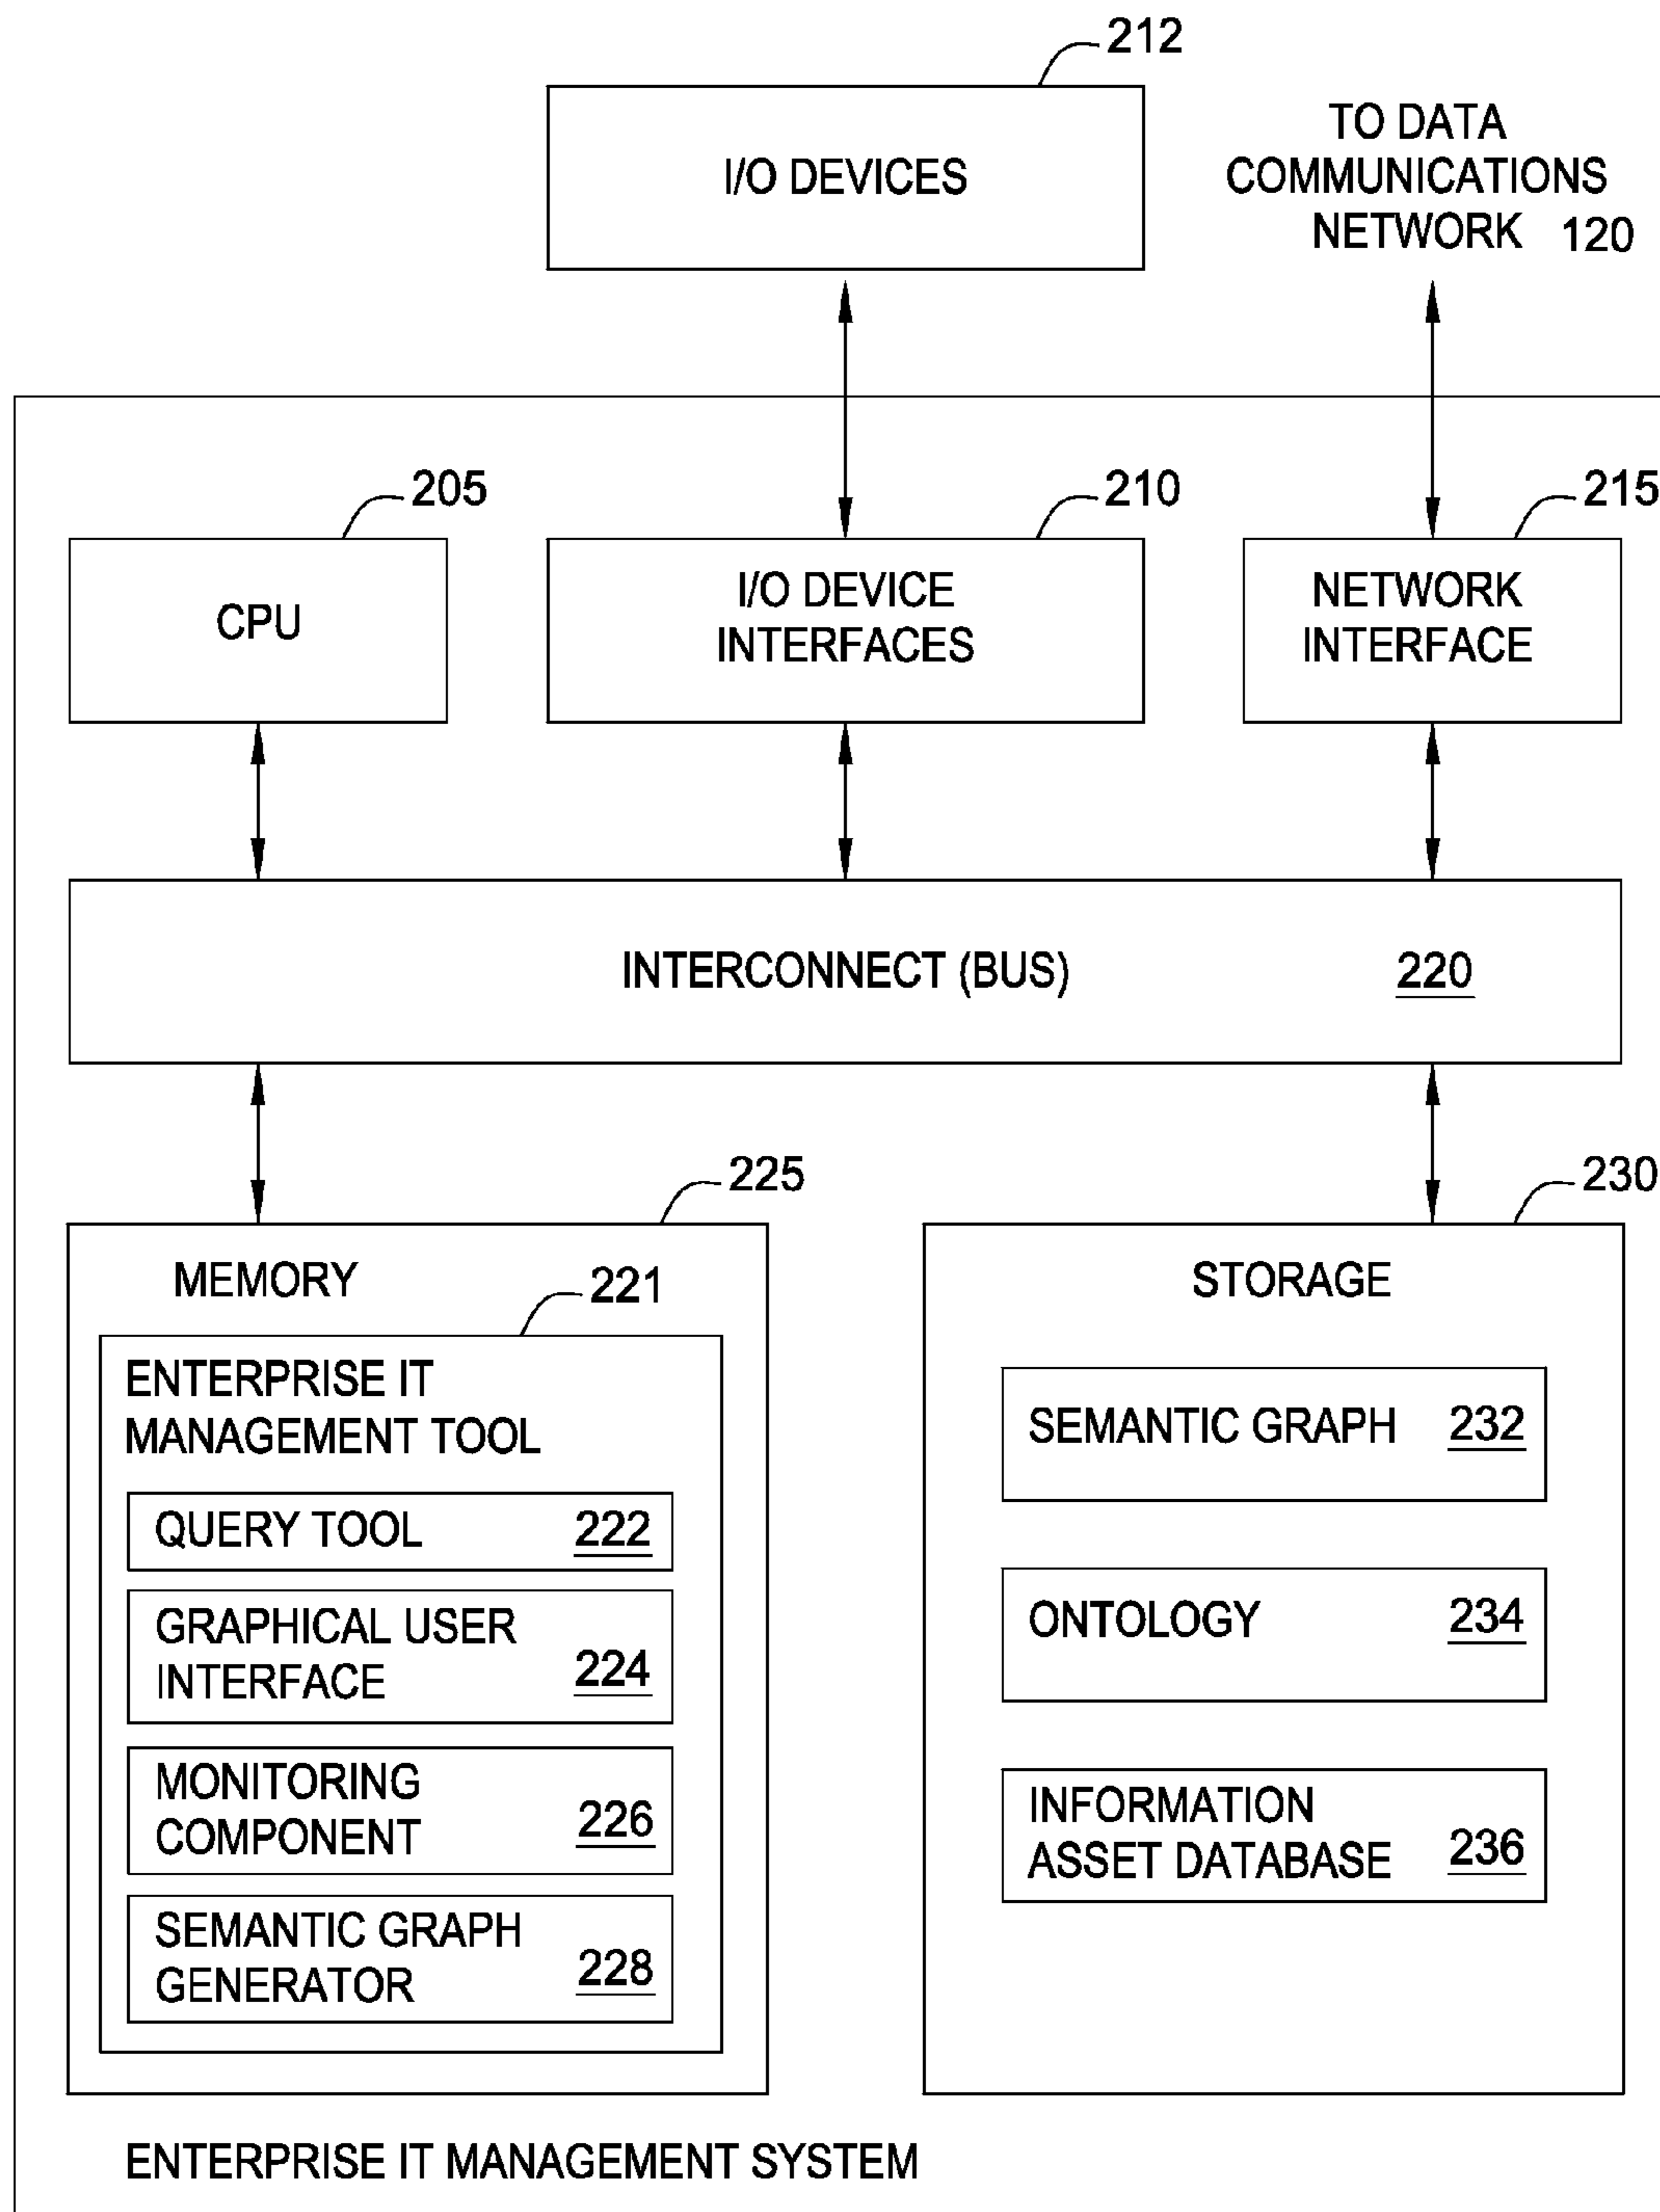 212
I/O DEVICES
TO DATA
COMMUNICATIONS
NETWORK 120
205
210
215
CPU
I/O DEVICE
INTERFACES
NETWORK
INTERFACE
INTERCONNECT (BUS) 220
225
230
MEMORY
221
ENTERPRISE IT
MANAGEMENT TOOL
QUERY TOOL 222
GRAPHICAL USER
INTERFACE 224
MONITORING
COMPONENT 226
SEMANTIC GRAPH
GENERATOR 228
STORAGE
SEMANTIC GRAPH 232
ONTOLOGY 234
INFORMATION
ASSET DATABASE 236
ENTERPRISE IT MANAGEMENT SYSTEM